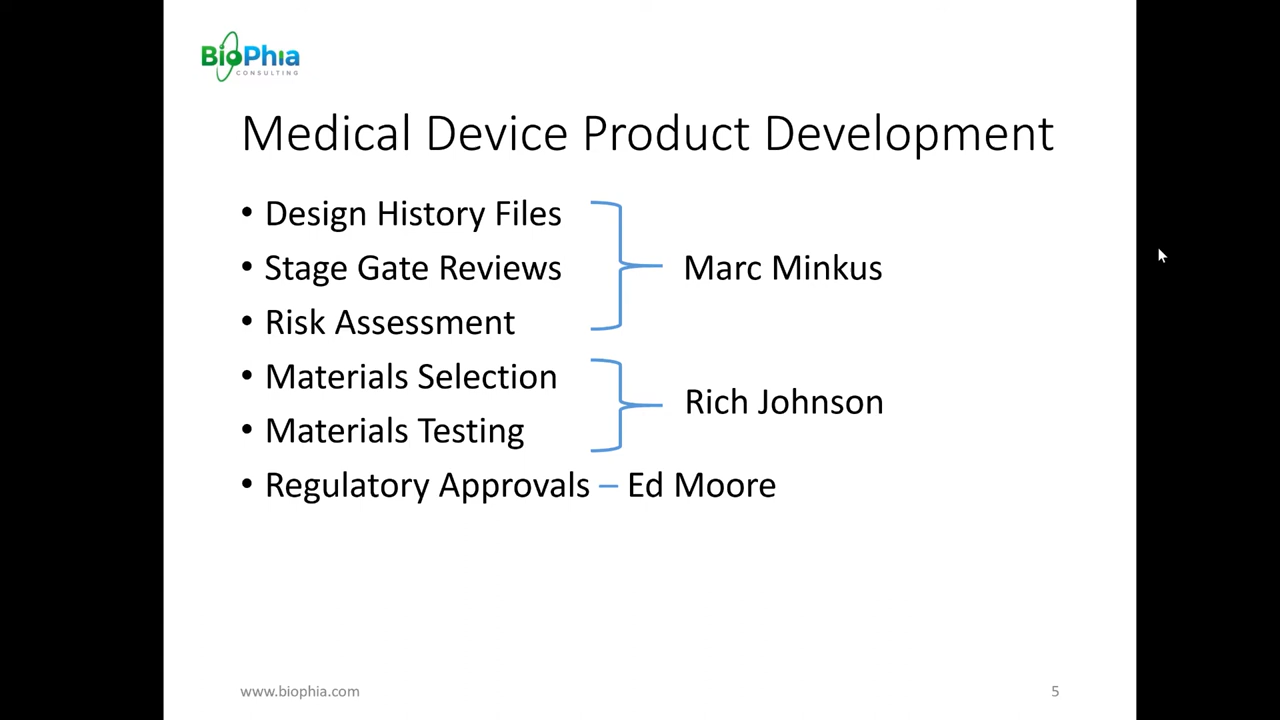 BioPhia
CONSULTING
Medical Device Product Development
• Design History Files
• Stage Gate Reviews
Marc Minkus
• Risk Assessment
• Materials Selection
Rich Johnson
• Materials Testing
• Regulatory Approvals – Ed Moore
www.biophia.com
5